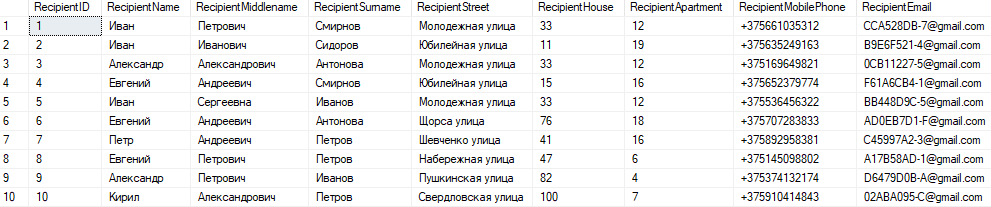 RecipientID RecipientName RecipientMiddlename RecipientSurname RecipientStreet RecipientHouse RecipientApartment RecipientMobilePhone RecipientEmail
1 1 Иван Петрович Смирнов Молодежная улица 33 12 +375661035312 CCA528DB-7@gmail.com
2 2 Иван Иванович Сидоров Юбилейная улица 11 19 +375635249163 B9E6F521-4@gmail.com
3 3 Александр Александрович Антонова Молодежная улица 33 12 +375169649821 0CB11227-5@gmail.com
4 4 Евгений Андреевич Смирнов Юбилейная улица 15 16 +375652379774 F61A6CB4-1@gmail.com
5 5 Иван Сергеевна Иванов Молодежная улица 33 12 +375536456322 BB448D9C-5@gmail.com
6 6 Евгений Андреевич Антонова Щорса улица 76 18 +375707283833 AD0EB7D1-F@gmail.com
7 7 Петр Андреевич Петров Шевченко улица 41 16 +375892958381 C45997A2-3@gmail.com
8 8 Евгений Петрович Петров Набережная улица 47 6 +375145098802 A17B58AD-1@gmail.com
9 9 Александр Петрович Иванов Пушкинская улица 82 4 +375374132174 D6479D0B-A@gmail.com
10 10 Кирил Александрович Петров Свердловская улица 100 7 +375910414843 02ABA095-C@gmail.com